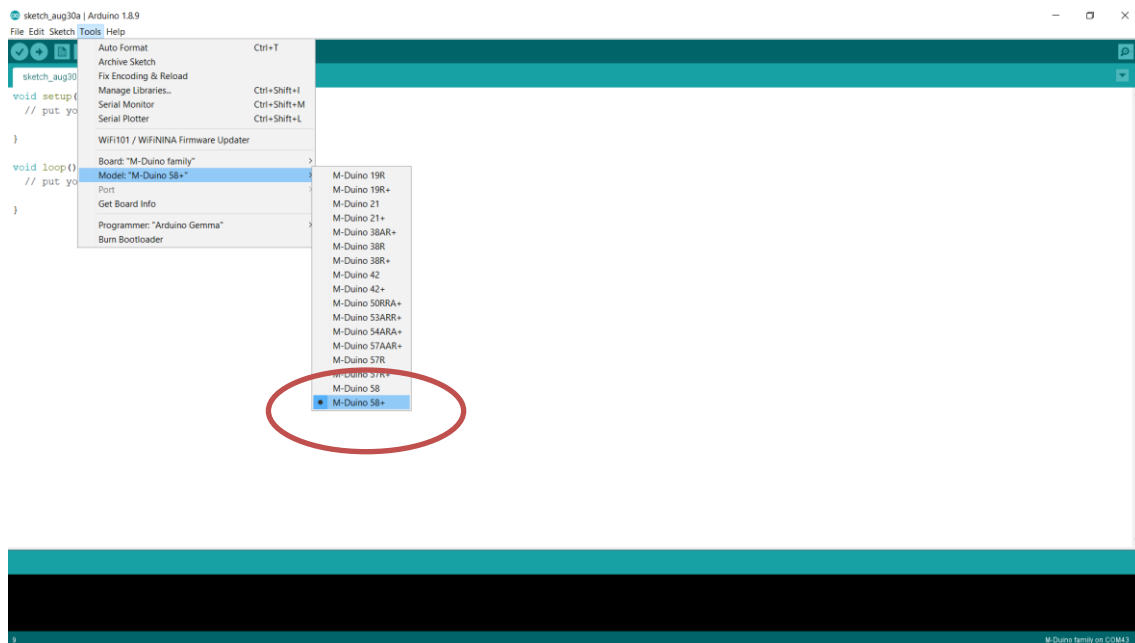 sketch_aug30a | Arduino 1.8.9
File Edit Sketch Tools Help
sketch_aug30
void setup(
// put yo
}
void loop()
// put yo
}
Auto Format Ctrl+T
Archive Sketch
Fix Encoding & Reload
Manage Libraries... Ctrl+Shift+I
Serial Monitor Ctrl+Shift+M
Serial Plotter Ctrl+Shift+L
WiFi101 / WiFiNINA Firmware Updater
Board: "M-Duino family"
Model: "M-Duino 58+"
Port
Get Board Info
Programmer: "Arduino Gemma"
Burn Bootloader
M-Duino 19R
M-Duino 19R+
M-Duino 21
M-Duino 21+
M-Duino 38AR+
M-Duino 38R
M-Duino 38R+
M-Duino 42
M-Duino 42+
M-Duino 50RRA+
M-Duino 53ARR+
M-Duino 54ARA+
M-Duino 57AAR+
M-Duino 57R
M-Duino 57R+
M-Duino 58
M-Duino 58+
9
M-Duino family on COM43